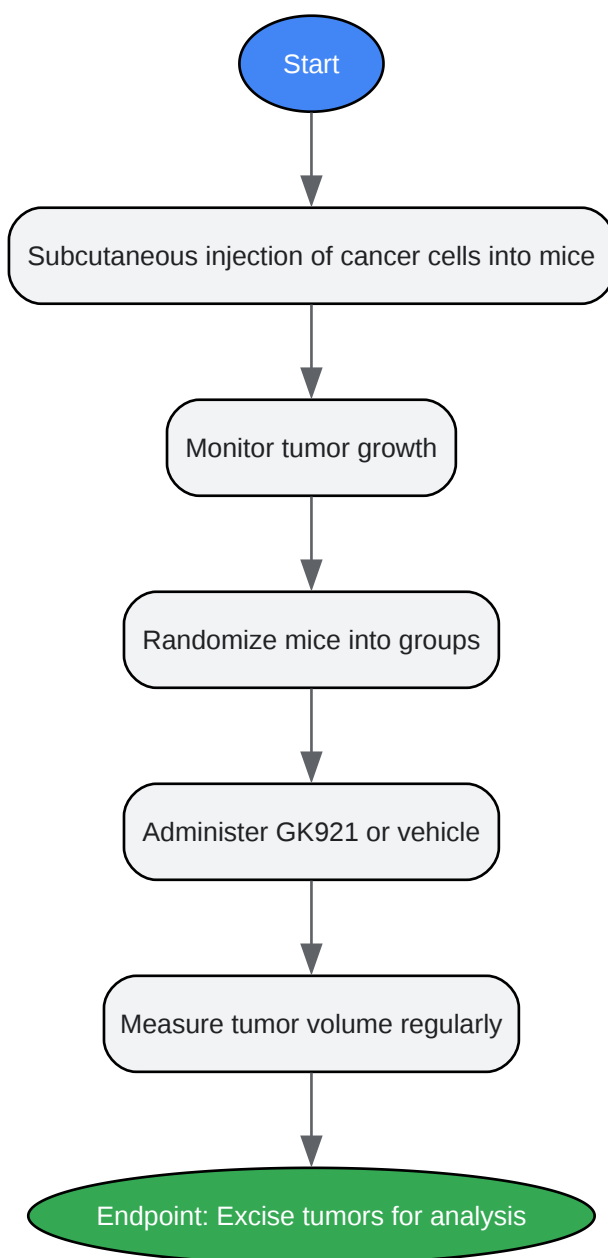 Start
Subcutaneous injection of cancer cells into mice
Monitor tumor growth
Randomize mice into groups
Administer GK921 or vehicle
Measure tumor volume regularly
Endpoint: Excise tumors for analysis